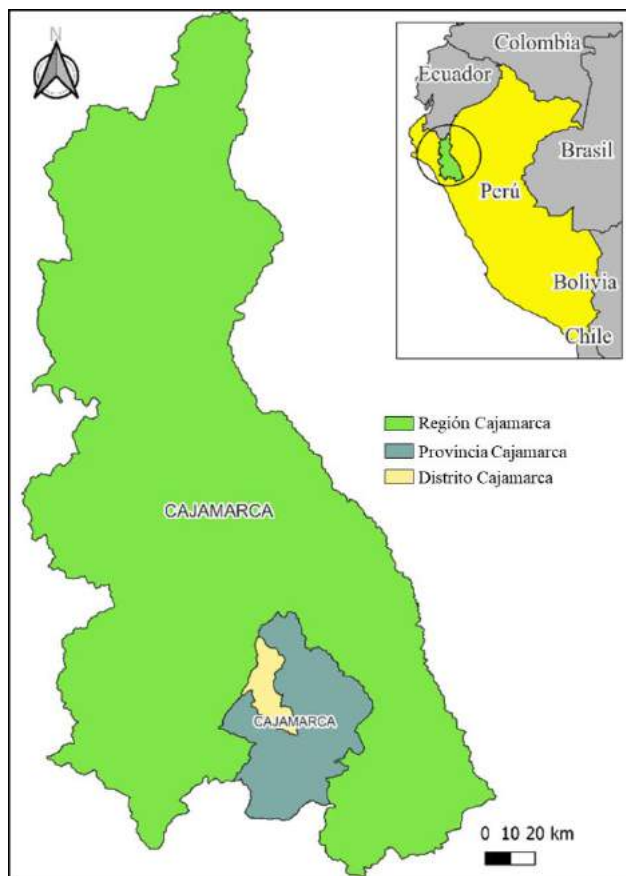 N
Colombia
Ecuador
Brasil
Perú
Bolivia
Chile
Región Cajamarca
Provincia Cajamarca
Distrito Cajamarca
CAJAMARCA
CAJAMARCA
0 10 20 km